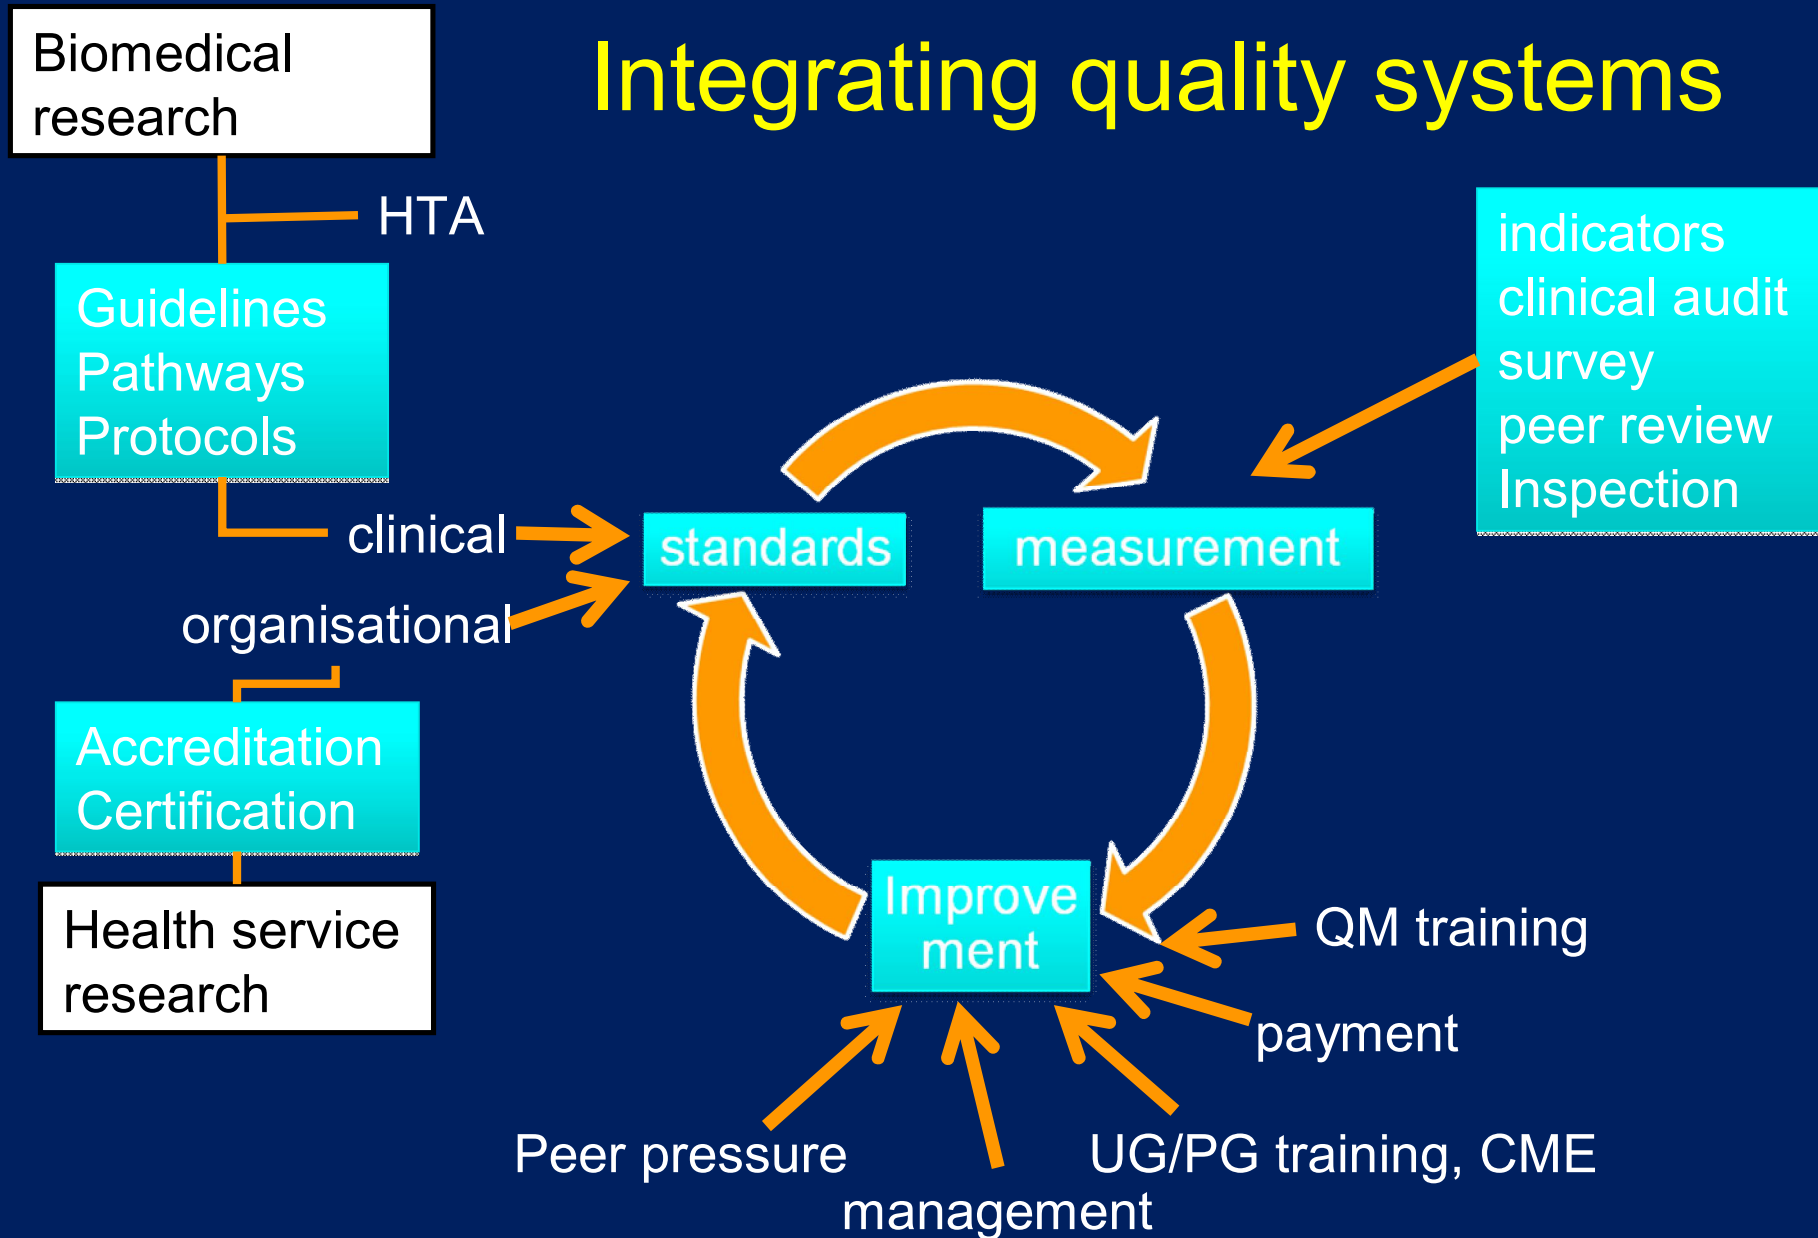 Integrating quality systems
Biomedical
research
HTA
Guidelines
Pathways
Protocols
clinical
organisational
Accreditation
Certification
Health service
research
standards
measurement
indicators
clinical audit
survey
peer review
Inspection
Improve
ment
QM training
payment
UG/PG training, CME
management
Peer pressure